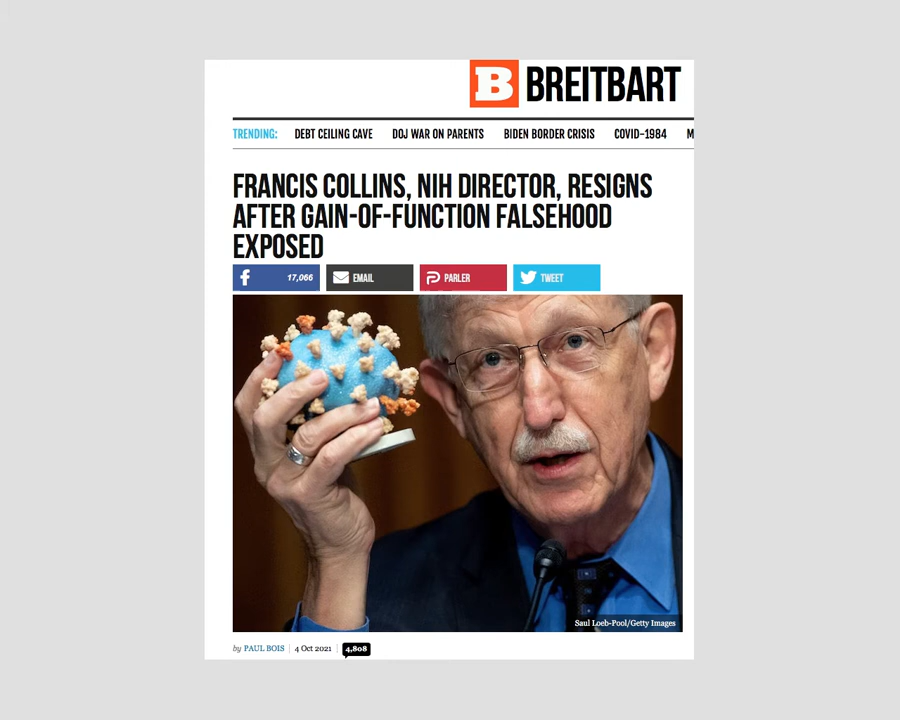 B BREITBART
TRENDING: DEBT CEILING CAVE DOJ WAR ON PARENTS BIDEN BORDER CRISIS COVID-1984 M
FRANCIS COLLINS, NIH DIRECTOR, RESIGNS
AFTER GAIN-OF-FUNCTION FALSEHOOD
EXPOSED
f 17,066 EMAIL PARLER TWEET
Saul Loeb-Pool/Getty Images
by PAUL BOIS | 4 Oct 2021 | 4,808